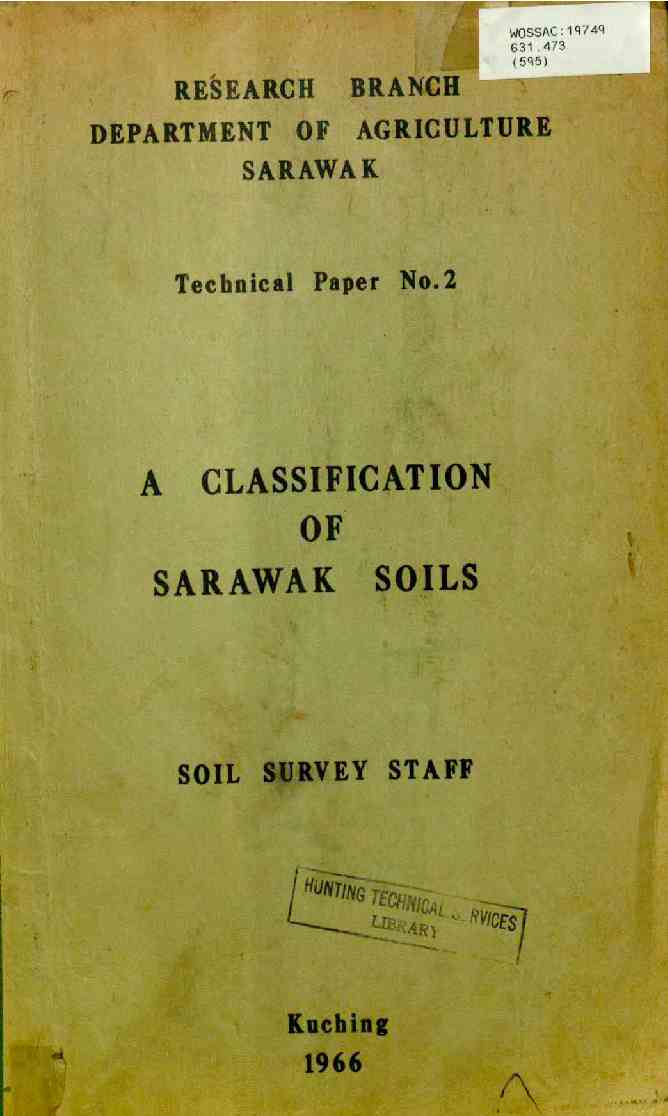 WOSSAC:19749
631.473
(595)
RESEARCH BRANCH
DEPARTMENT OF AGRICULTURE
SARAWAK
Technical Paper No.2
A CLASSIFICATION
OF
SARAWAK SOILS
SOIL SURVEY STAFF
HUNTING TECHNICAL
LIBRARY
Kuching
1966